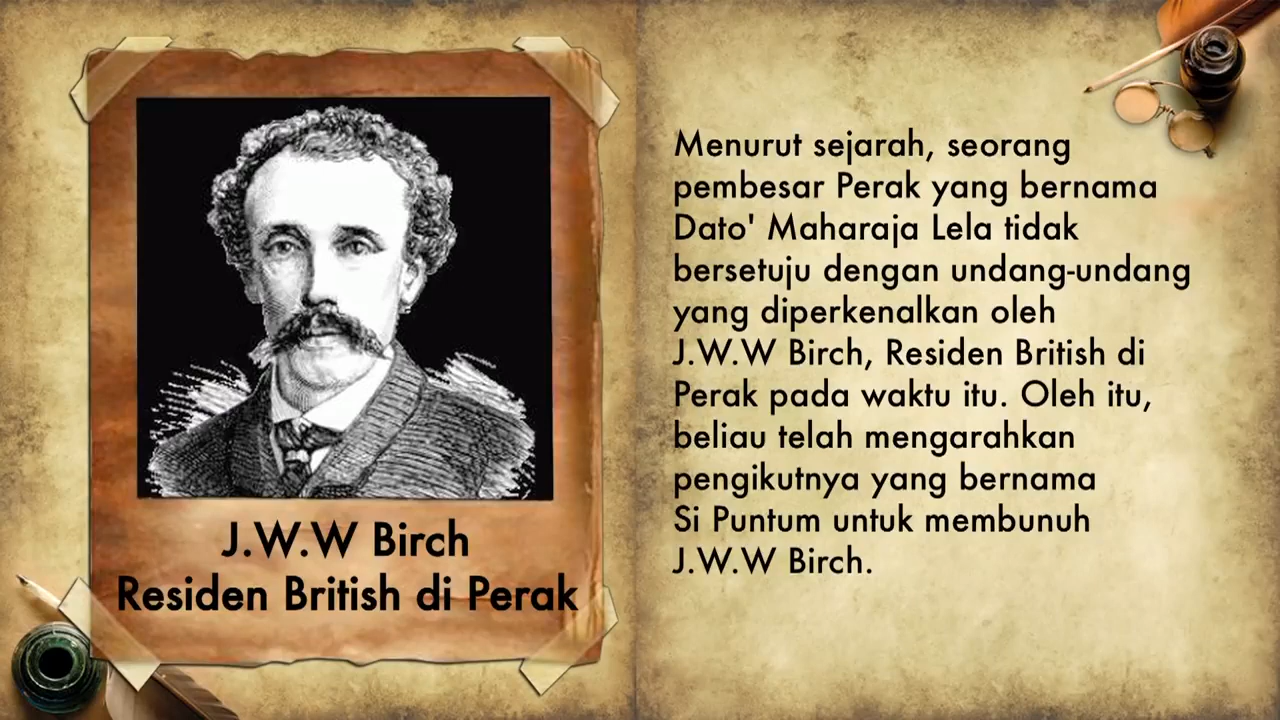 J.W.W Birch
Residen British di Perak
Menurut sejarah, seorang
pembesar Perak yang bernama
Dato' Maharaja Lela tidak
bersetuju dengan undang-undang
yang diperkenalkan oleh
J.W.W Birch, Residen British di
Perak pada waktu itu. Oleh itu,
beliau telah mengarahkan
pengikutnya yang bernama
Si Puntum untuk membunuh
J.W.W Birch.